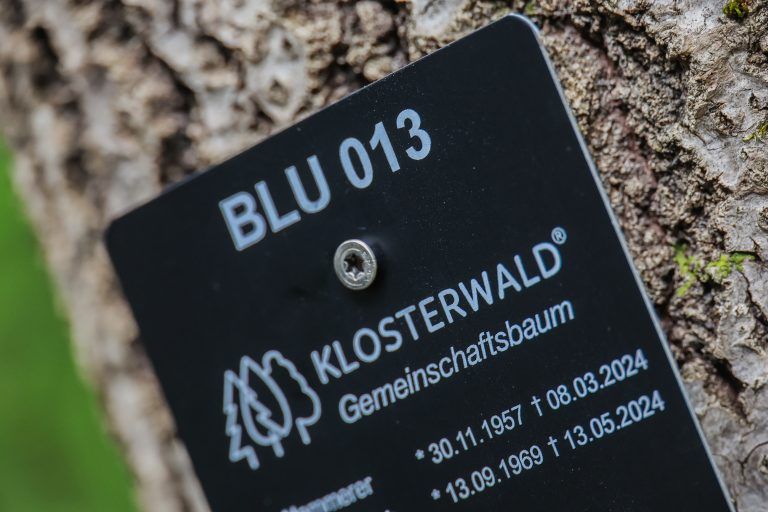 BLU 013
KLOSTERWALD®
Gemeinschaftsbaum
* 30.11.1957 † 08.03.2024
* 13.09.1969 † 13.05.2024